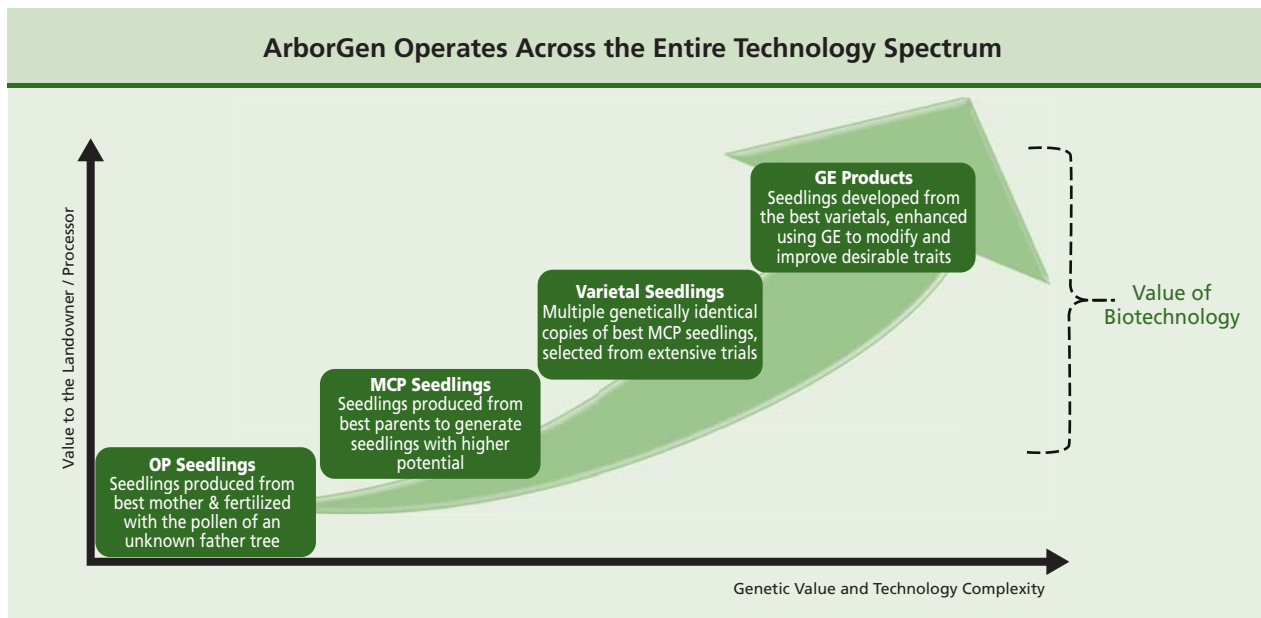 ArborGen Operates Across the Entire Technology Spectrum
Value to the Landowner / Processor
GE Products
Seedlings developed from
the best varietals, enhanced
using GE to modify and
improve desirable traits
Varietal Seedlings
Multiple genetically identical
copies of best MCP seedlings,
selected from extensive trials
MCP Seedlings
Seedlings produced from
best parents to generate
seedlings with higher
potential
OP Seedlings
Seedlings produced from
best mother & fertilized
with the pollen of an
unknown father tree
Value of
Biotechnology
Genetic Value and Technology Complexity